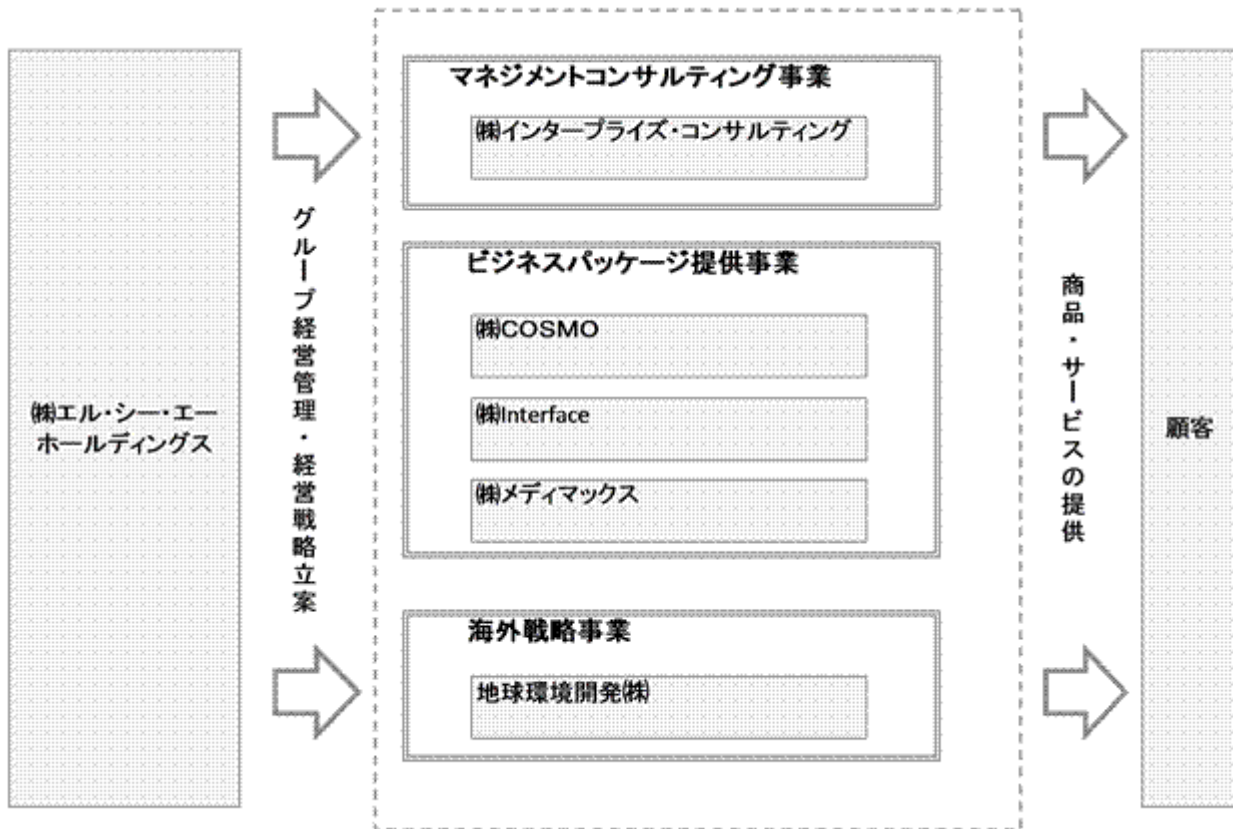 ㈱エル・シー・エー
ホールディングス
グループ経営管理・経営戦略立案
マネジメントコンサルティング事業
㈱インタープライズ・コンサルティング
ビジネスパッケージ提供事業
㈱COSMO
㈱Interface
㈱メディマックス
海外戦略事業
地球環境開発㈱
商品・サービスの提供
顧客